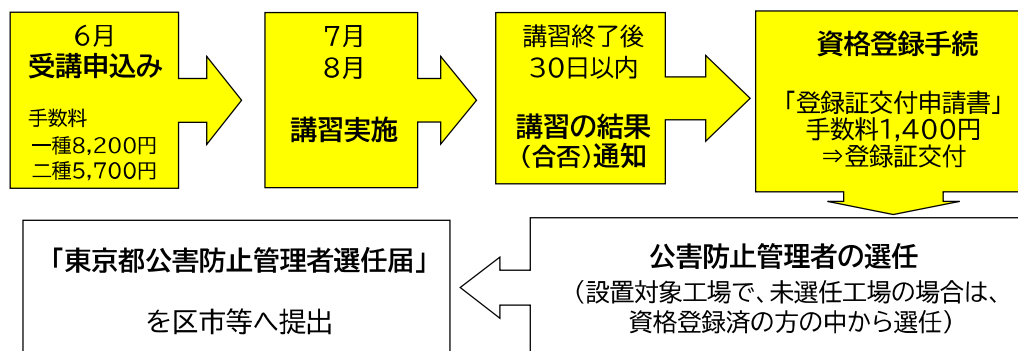 6月
受講申込み
手数料
一種8,200円
二種5,700円
7月
8月
講習実施
講習終了後
30日以内
講習の結果
(合否)通知
資格登録手続
「登録証交付申請書」
手数料1,400円
⇒登録証交付
公害防止管理者の選任
(設置対象工場で、未選任工場の場合は、
資格登録済の方の中から選任)
「東京都公害防止管理者選任届」
を区市等へ提出